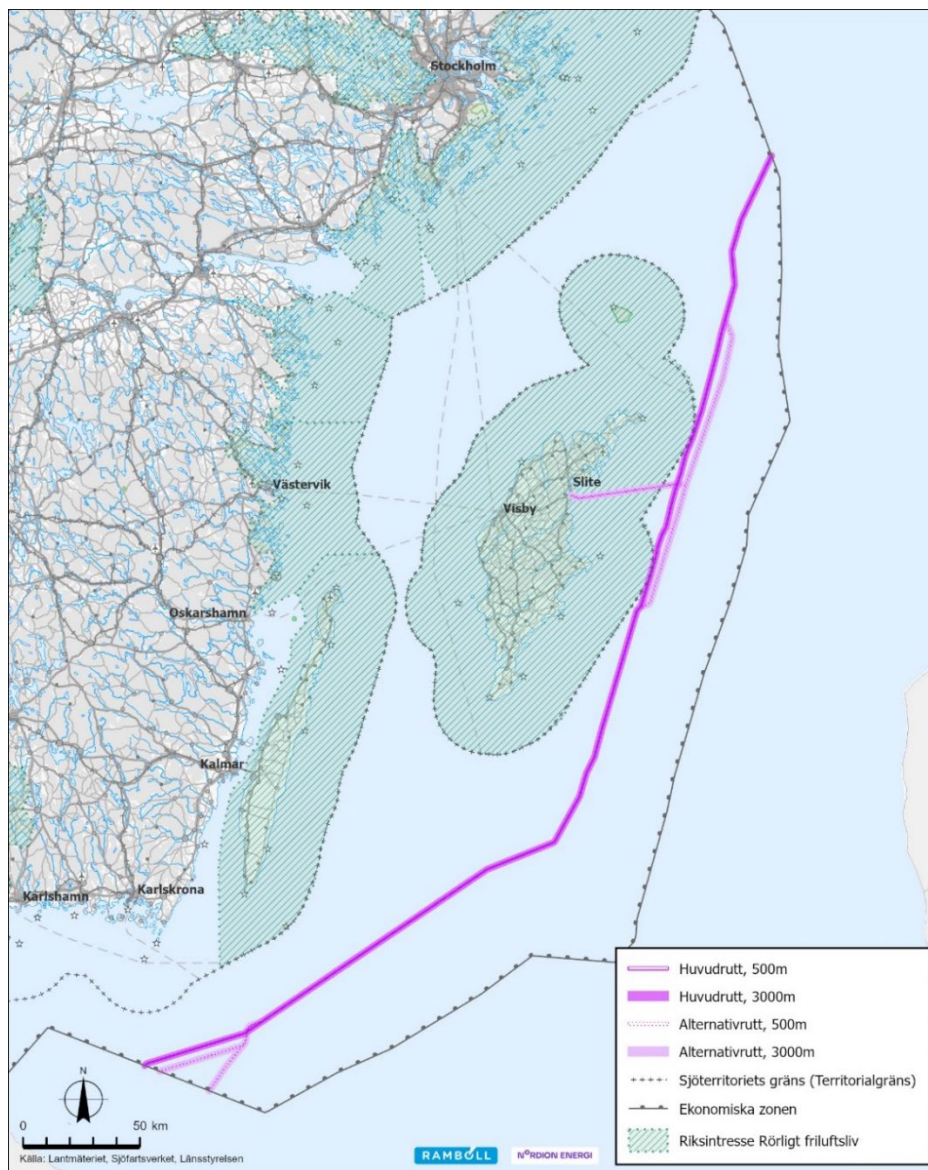 Stockholm
Västervik
Slite
Visby
Oskarshamn
Kalmar
Karlskrona
Karlshamn
Huvudrutt, 500m
Huvudrutt, 3000m
Alternativrutt, 500m
Alternativrutt, 3000m
Sjöterritoriets gräns (Territorialgräns)
Ekonomiska zonen
Riksintresse Rörligt friluftsliv
N
0 50 km
Källa: Lantmäteriet, Sjöfartsverket, Länsstyrelsen
RAMBOLL NORDION ENERGI